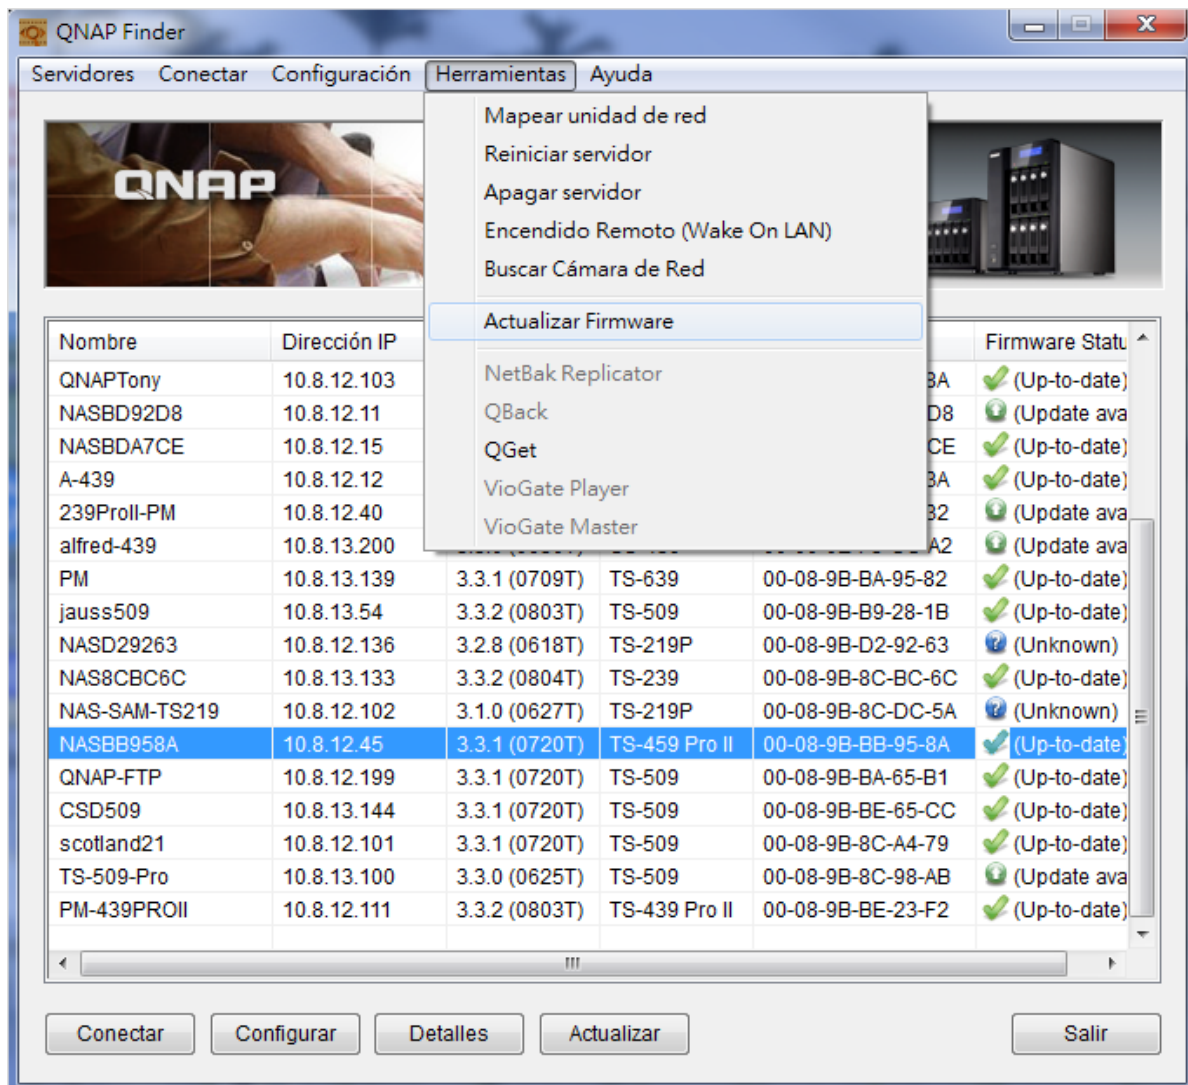 QNAP Finder
Servidores Conectar Configuración Herramientas Ayuda
Mapear unidad de red
Reiniciar servidor
Apagar servidor
Encendido Remoto (Wake On LAN)
Buscar Cámara de Red
Actualizar Firmware
NetBak Replicator
QBack
QGet
VioGate Player
VioGate Master
QNAP
Nombre Dirección IP Firmware Statu
QNAPTony 10.8.12.103 3A (Up-to-date)
NASBD92D8 10.8.12.11 D8 (Update ava
NASBDA7CE 10.8.12.15 CE (Up-to-date)
A-439 10.8.12.12 3A (Up-to-date)
239ProII-PM 10.8.12.40 32 (Update ava
alfred-439 10.8.13.200 A2 (Update ava
PM 10.8.13.139 3.3.1 (0709T) TS-639 00-08-9B-BA-95-82 (Up-to-date)
jauss509 10.8.13.54 3.3.2 (0803T) TS-509 00-08-9B-B9-28-1B (Up-to-date)
NASD29263 10.8.12.136 3.2.8 (0618T) TS-219P 00-08-9B-D2-92-63 (Unknown)
NAS8CBC6C 10.8.13.133 3.3.2 (0804T) TS-239 00-08-9B-8C-BC-6C (Up-to-date)
NAS-SAM-TS219 10.8.12.102 3.1.0 (0627T) TS-219P 00-08-9B-8C-DC-5A (Unknown)
NASBB958A 10.8.12.45 3.3.1 (0720T) TS-459 Pro II 00-08-9B-BB-95-8A (Up-to-date)
QNAP-FTP 10.8.12.199 3.3.1 (0720T) TS-509 00-08-9B-BA-65-B1 (Up-to-date)
CSD509 10.8.13.144 3.3.1 (0720T) TS-509 00-08-9B-BE-65-CC (Up-to-date)
scotland21 10.8.12.101 3.3.1 (0720T) TS-509 00-08-9B-8C-A4-79 (Up-to-date)
TS-509-Pro 10.8.13.100 3.3.0 (0625T) TS-509 00-08-9B-8C-98-AB (Update ava
PM-439PROII 10.8.12.111 3.3.2 (0803T) TS-439 Pro II 00-08-9B-BE-23-F2 (Up-to-date)
Conectar Configurar Detalles Actualizar Salir